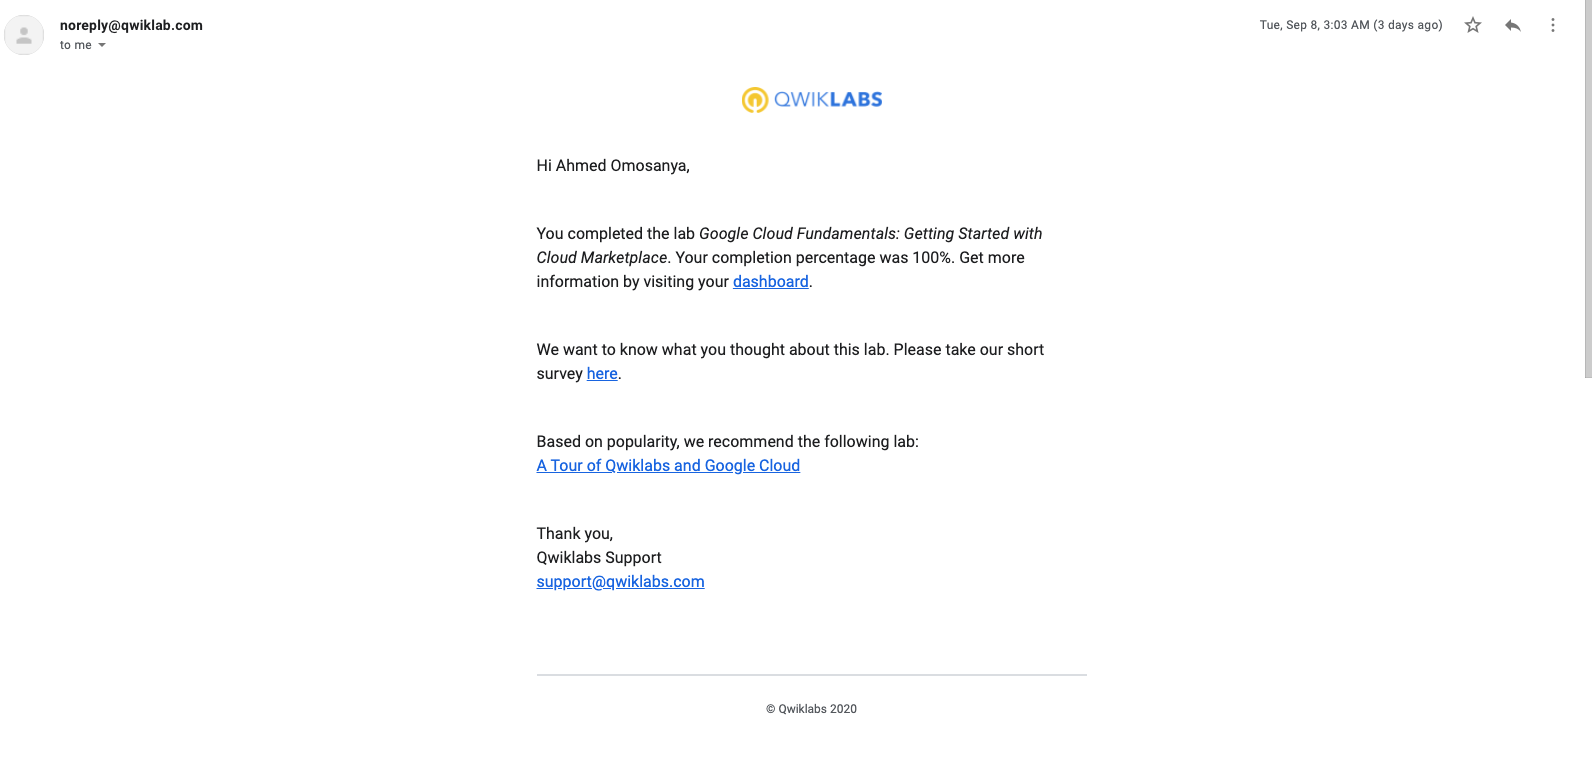 noreply@qwiklab.com
Tue, Sep 8, 3:03 AM (3 days ago)
to me
QWIKLABS
Hi Ahmed Omosanya,
You completed the lab Google Cloud Fundamentals: Getting Started with
Cloud Marketplace. Your completion percentage was 100%. Get more
information by visiting your dashboard.
We want to know what you thought about this lab. Please take our short
survey here.
Based on popularity, we recommend the following lab:
A Tour of Qwiklabs and Google Cloud
Thank you,
Qwiklabs Support
support@qwiklabs.com
© Qwiklabs 2020